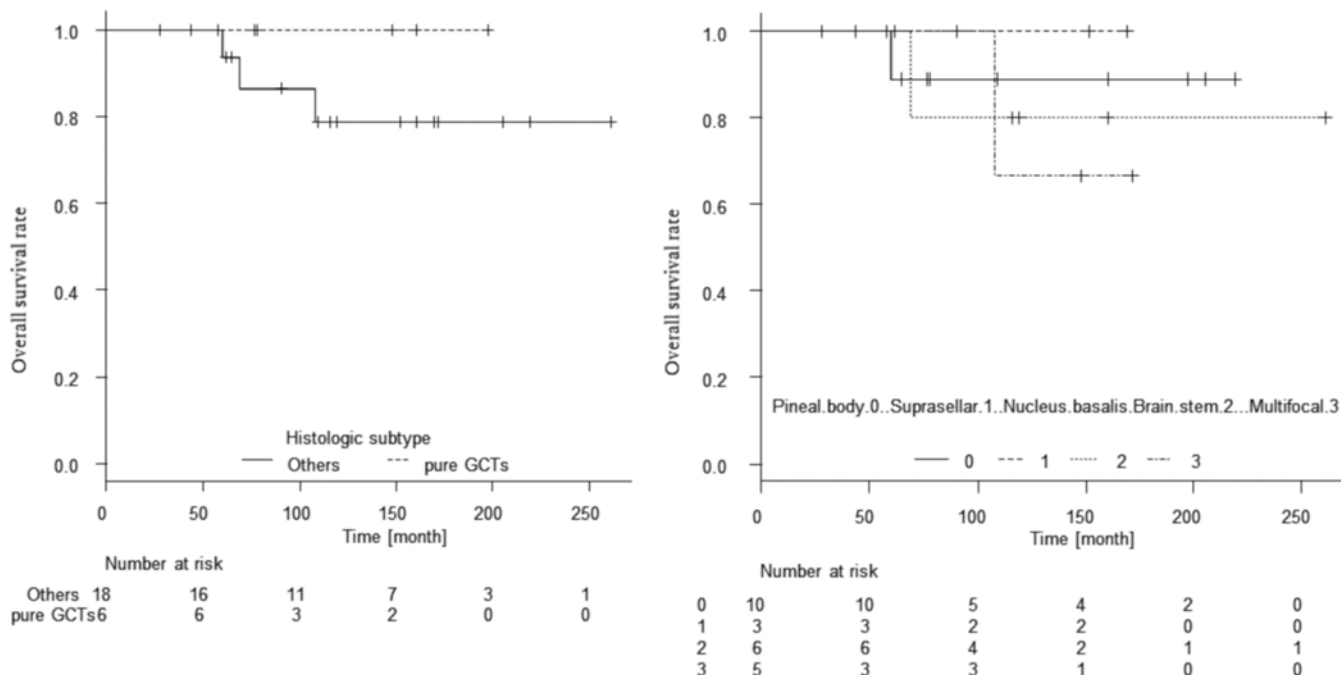 Overall survival rate
1.0
0.8
0.6
0.4
0.2
0.0
Histologic subtype
Others pure GCTs
0 50 100 150 200 250
Time [month]
Number at risk
Others 18 16 11 7 3 1
pure GCTs 6 6 3 2 0 0
Overall survival rate
1.0
0.8
0.6
0.4
0.2
0.0
Pineal.body.0..Suprasellar.1..Nucleus.basalis.Brain.stem.2...Multifocal.3
0 1 2 3
0 50 100 150 200 250
Time [month]
Number at risk
0 10 10 5 4 2 0
1 3 3 2 2 0 0
2 6 6 4 2 1 1
3 5 3 3 1 0 0